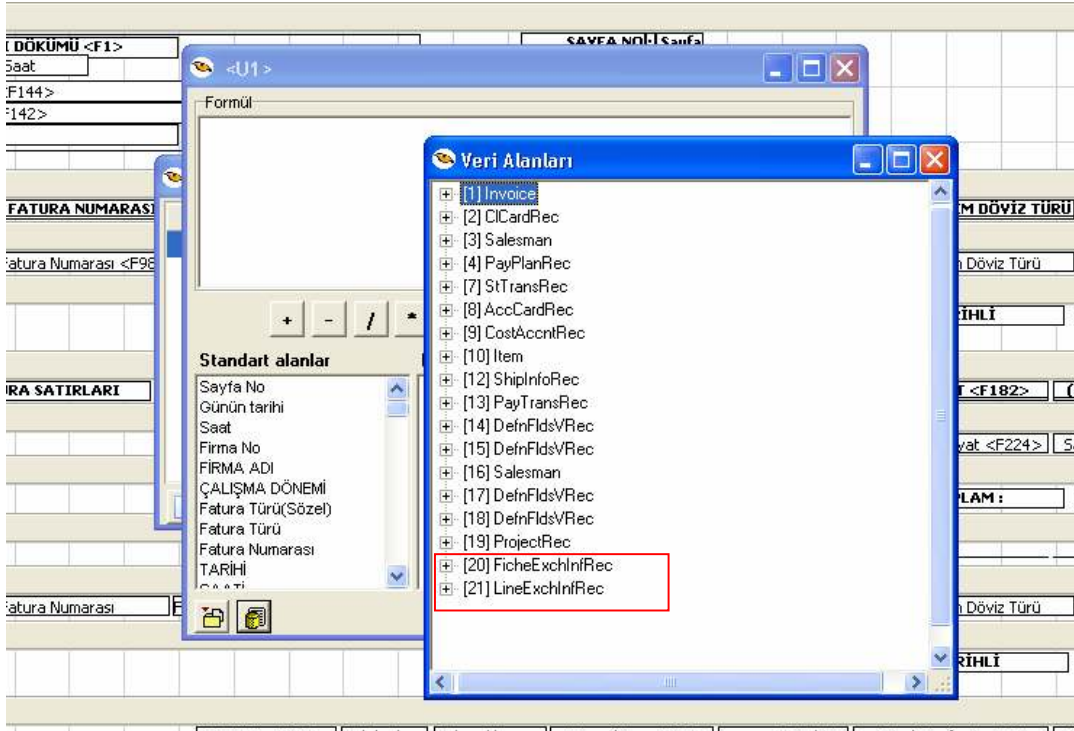 İ DÖKÜMÜ <F1>
SAYFA NO[-] Sayfa
Saat
<F144>
<F142>
<U1>
Formül
Veri Alanları
[1] Invoice
[2] ClCardRec
[3] Salesman
[4] PayPlanRec
[7] StTransRec
[8] AccCardRec
[9] CostAccntRec
[10] Item
[12] ShipInfoRec
[13] PayTransRec
[14] DefnFldsVRec
[15] DefnFldsVRec
[16] Salesman
[17] DefnFldsVRec
[18] DefnFldsVRec
[19] ProjectRec
[20] FicheExchInfRec
[21] LineExchInfRec
FATURA NUMARASI
M DÖVİZ TÜRÜ
Fatura Numarası <F98
n Döviz Türü
RİHLİ
+ - / *
Standart alanlar
Sayfa No
Günün tarihi
Saat
Firma No
FİRMA ADI
ÇALIŞMA DÖNEMİ
Fatura Türü(Sözel)
Fatura Türü
Fatura Numarası
TARİHİ
SAATİ
RA SATIRLARI
T <F182>
yat <F224>
PLAM :
Fatura Numarası
n Döviz Türü
RİHLİ